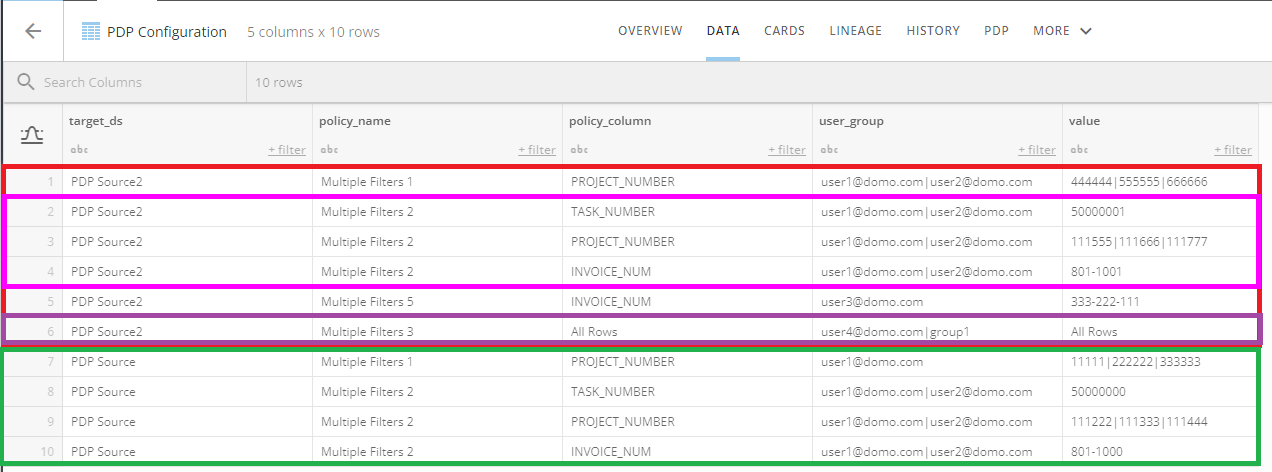 PDP Configuration 5 columns x 10 rows OVERVIEW DATA CARDS LINEAGE HISTORY PDP MORE
Search Columns 10 rows
target_ds policy_name policy_column user_group value
abc + filter abc + filter abc + filter abc + filter abc + filter
1 PDP Source2 Multiple Filters 1 PROJECT_NUMBER user1@domo.com|user2@domo.com 444444|555555|666666
2 PDP Source2 Multiple Filters 2 TASK_NUMBER user1@domo.com|user2@domo.com 50000001
3 PDP Source2 Multiple Filters 2 PROJECT_NUMBER user1@domo.com|user2@domo.com 111555|111666|111777
4 PDP Source2 Multiple Filters 2 INVOICE_NUM user1@domo.com|user2@domo.com 801-1001
5 PDP Source2 Multiple Filters 5 INVOICE_NUM user3@domo.com 333-222-111
6 PDP Source2 Multiple Filters 3 All Rows user4@domo.com|group1 All Rows
7 PDP Source Multiple Filters 1 PROJECT_NUMBER user1@domo.com 11111|222222|333333
8 PDP Source Multiple Filters 2 TASK_NUMBER user1@domo.com|user2@domo.com 50000000
9 PDP Source Multiple Filters 2 PROJECT_NUMBER user1@domo.com|user2@domo.com 111222|111333|111444
10 PDP Source Multiple Filters 2 INVOICE_NUM user1@domo.com|user2@domo.com 801-1000